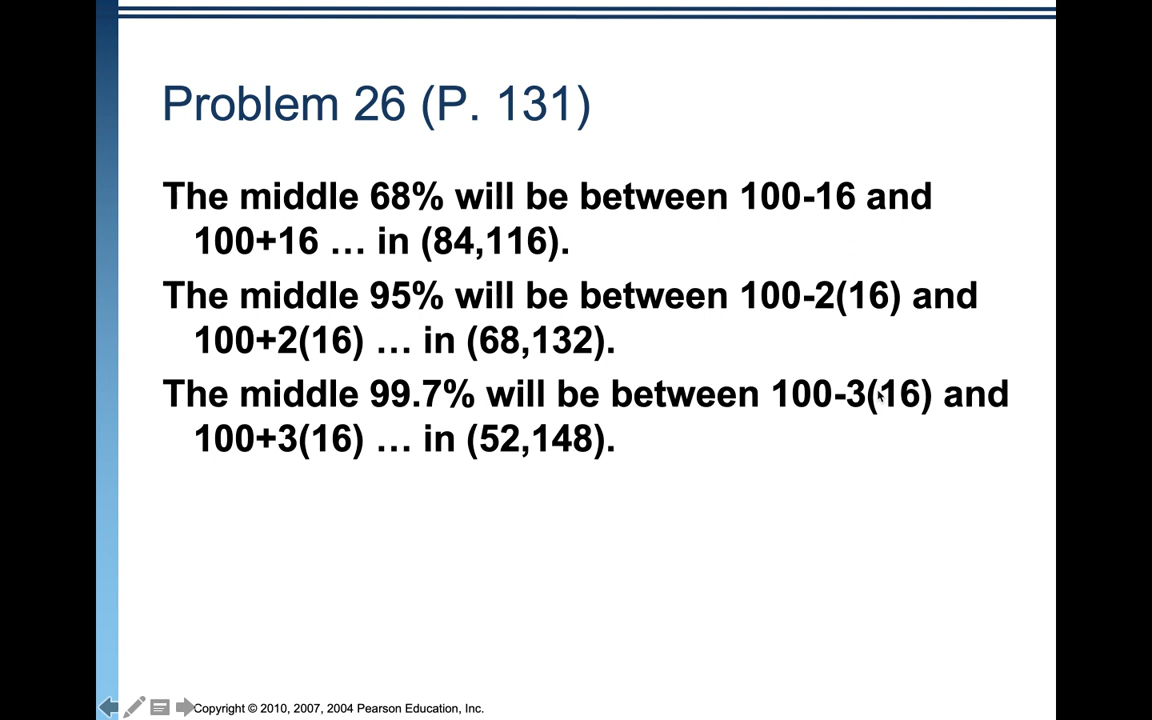 Problem 26 (P. 131)
The middle 68% will be between 100-16 and
100+16 … in (84,116).
The middle 95% will be between 100-2(16) and
100+2(16) … in (68,132).
The middle 99.7% will be between 100-3(16) and
100+3(16) … in (52,148).
Copyright © 2010, 2007, 2004 Pearson Education, Inc.